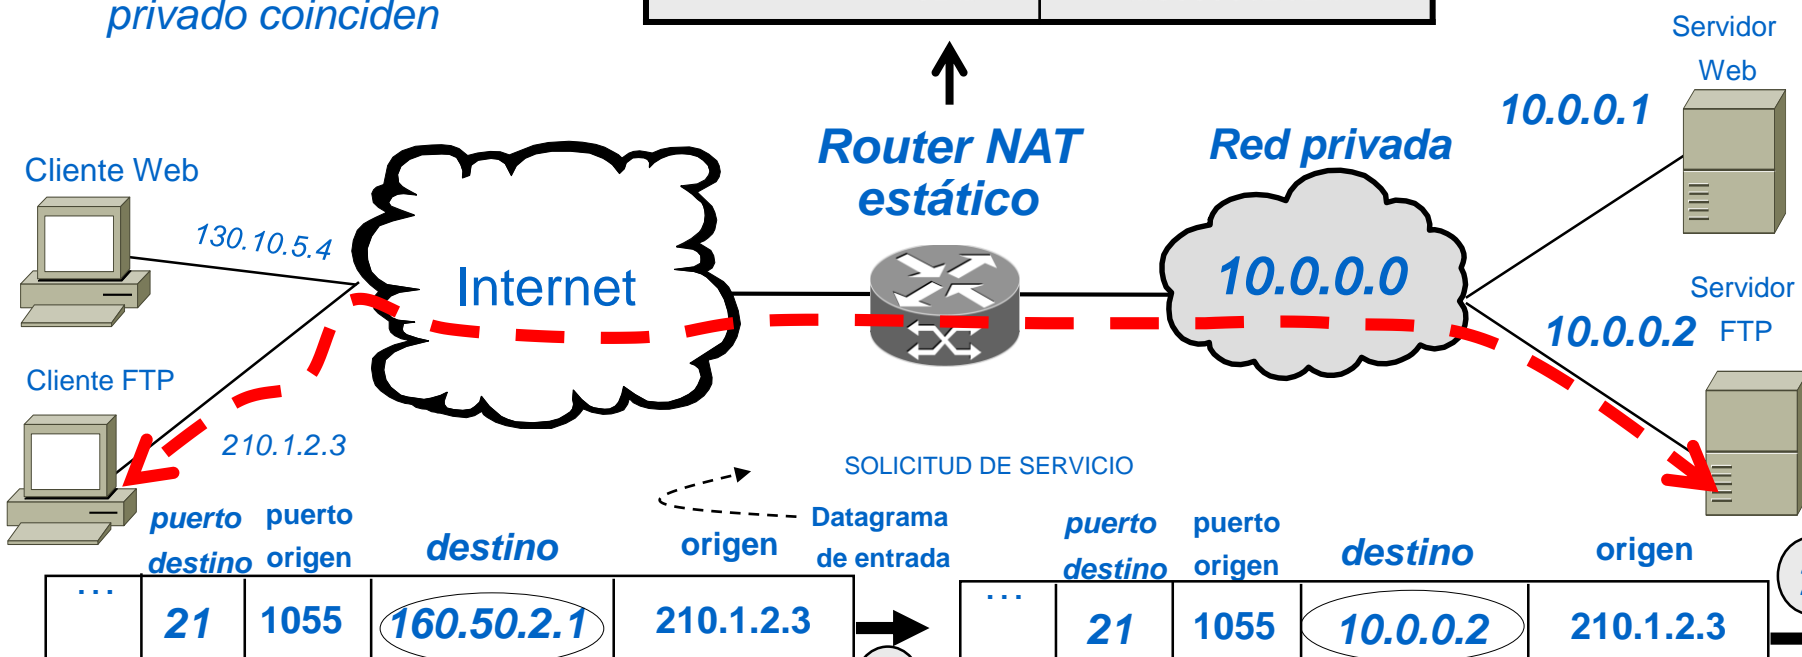 privado coinciden
Servidor
Web
10.0.0.1
Router NAT
estático
Red privada
Cliente Web
130.10.5.4
Internet
10.0.0.0
Servidor
FTP
10.0.0.2
Cliente FTP
210.1.2.3
SOLICITUD DE SERVICIO
Datagrama
de entrada
puerto
destino
puerto
origen
destino
origen
puerto
destino
puerto
origen
destino
origen
... 21 1055 160.50.2.1 210.1.2.3
... 21 1055 10.0.0.2 210.1.2.3